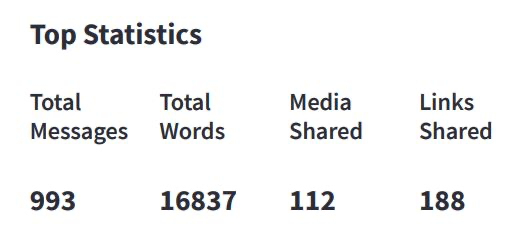 Top Statistics
Total Messages
Total Words
Media Shared
Links Shared
993 16837 112 188